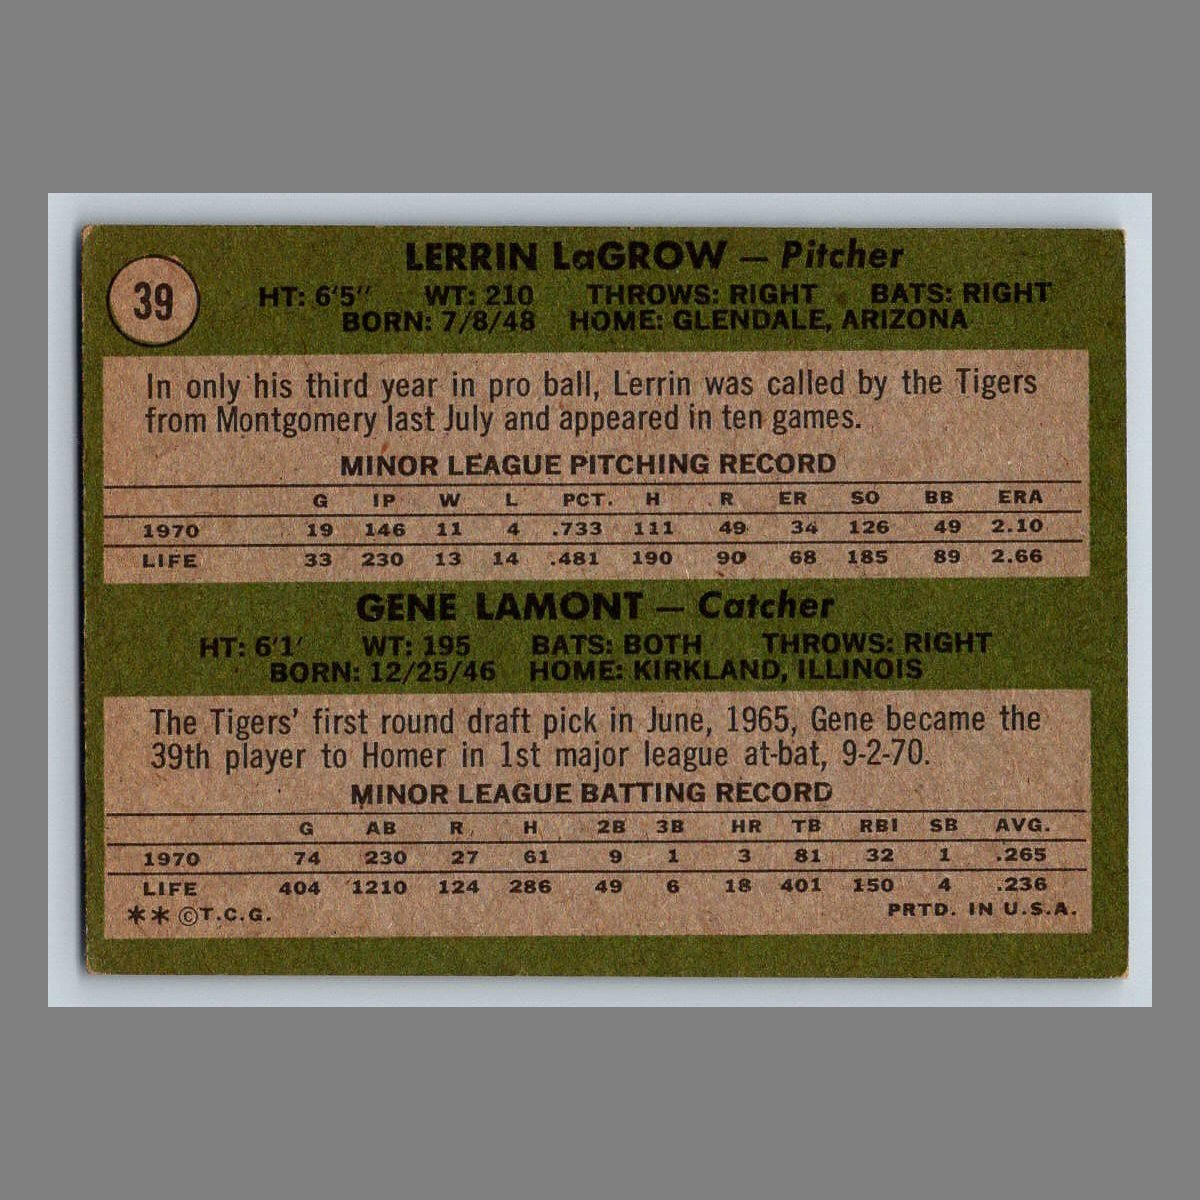 39
LERRIN LaGROW — Pitcher
HT: 6'5" WT: 210 THROWS: RIGHT BATS: RIGHT
BORN: 7/8/48 HOME: GLENDALE, ARIZONA
In only his third year in pro ball, Lerrin was called by the Tigers
from Montgomery last July and appeared in ten games.
MINOR LEAGUE PITCHING RECORD
G IP W L PCT. H R ER SO BB ERA
1970 19 146 11 4 .733 111 49 34 126 49 2.10
LIFE 33 230 13 14 .481 190 90 68 185 89 2.66
GENE LAMONT — Catcher
HT: 6'1' WT: 195 BATS: BOTH THROWS: RIGHT
BORN: 12/25/46 HOME: KIRKLAND, ILLINOIS
The Tigers' first round draft pick in June, 1965, Gene became the
39th player to Homer in 1st major league at-bat, 9-2-70.
MINOR LEAGUE BATTING RECORD
G AB R H 2B 3B HR TB RBI SB AVG.
1970 74 230 27 61 9 1 3 81 32 1 .265
LIFE 404 1210 124 286 49 6 18 401 150 4 .236
** ©T.C.G. PRTD. IN U.S.A.